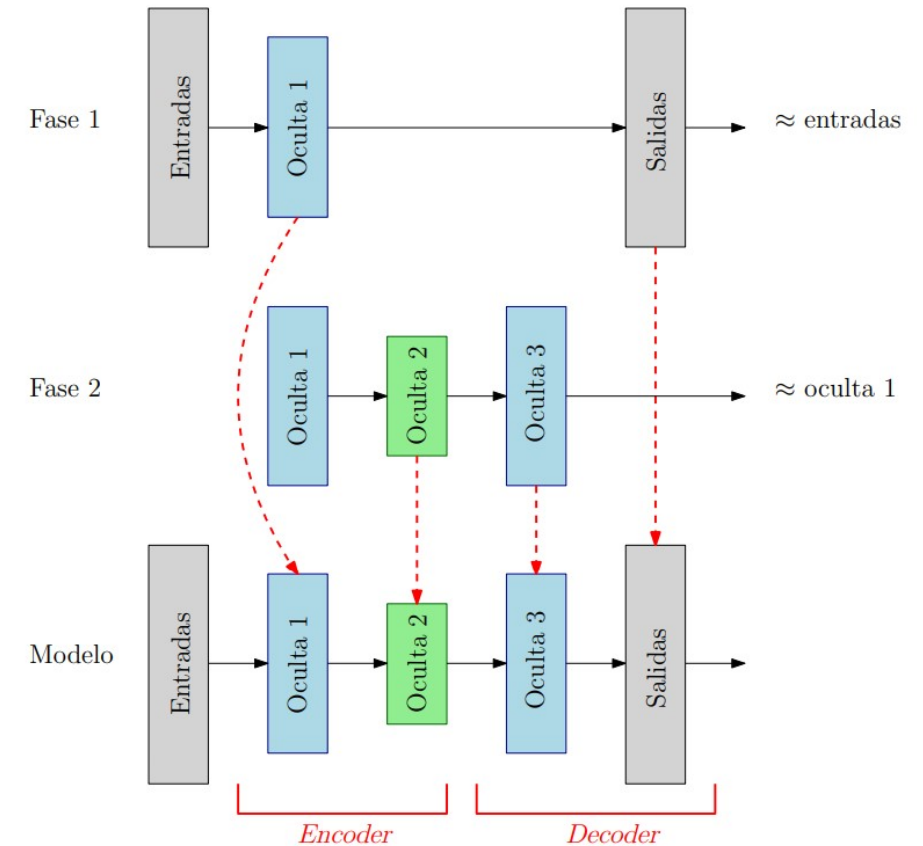 Fase 1
Entradas
Oculta 1
Salidas
≈ entradas
Fase 2
Oculta 1
Oculta 2
Oculta 3
≈ oculta 1
Modelo
Entradas
Oculta 1
Oculta 2
Oculta 3
Salidas
Encoder
Decoder